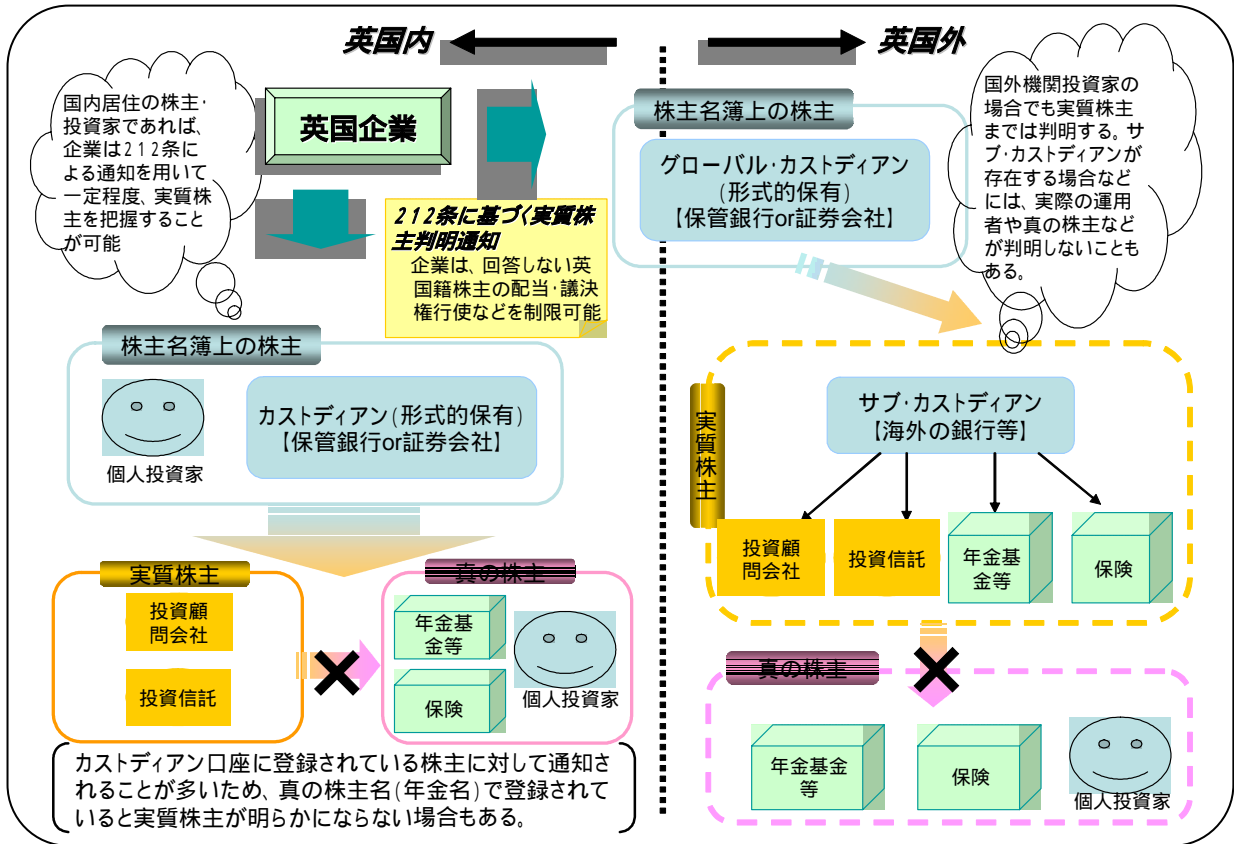 英国内
英国外
国内居住の株主・
投資家であれば、
企業は212条に
よる通知を用いて
一定程度、実質株
主を把握すること
が可能
英国企業
212条に基づく実質株
主判明通知
企業は、回答しない英
国籍株主の配当・議決
権行使などを制限可能
株主名簿上の株主
個人投資家
カストディアン(形式的保有)
【保管銀行or証券会社】
実質株主
投資顧
問会社
投資信託
真の株主
年金基
金等
保険
個人投資家
カストディアン口座に登録されている株主に対して通知さ
れることが多いため、真の株主名(年金名)で登録されて
いると実質株主が明らかにならない場合もある。
株主名簿上の株主
グローバル・カストディアン
(形式的保有)
【保管銀行or証券会社】
国外機関投資家の
場合でも実質株主
までは判明する。サ
ブ・カストディアンが
存在する場合など
には、実際の運用
者や真の株主など
が判明しないことも
ある。
実質株主
サブ・カストディアン
【海外の銀行等】
投資顧
問会社
投資信託
年金基
金等
保険
真の株主
年金基金
等
保険
個人投資家